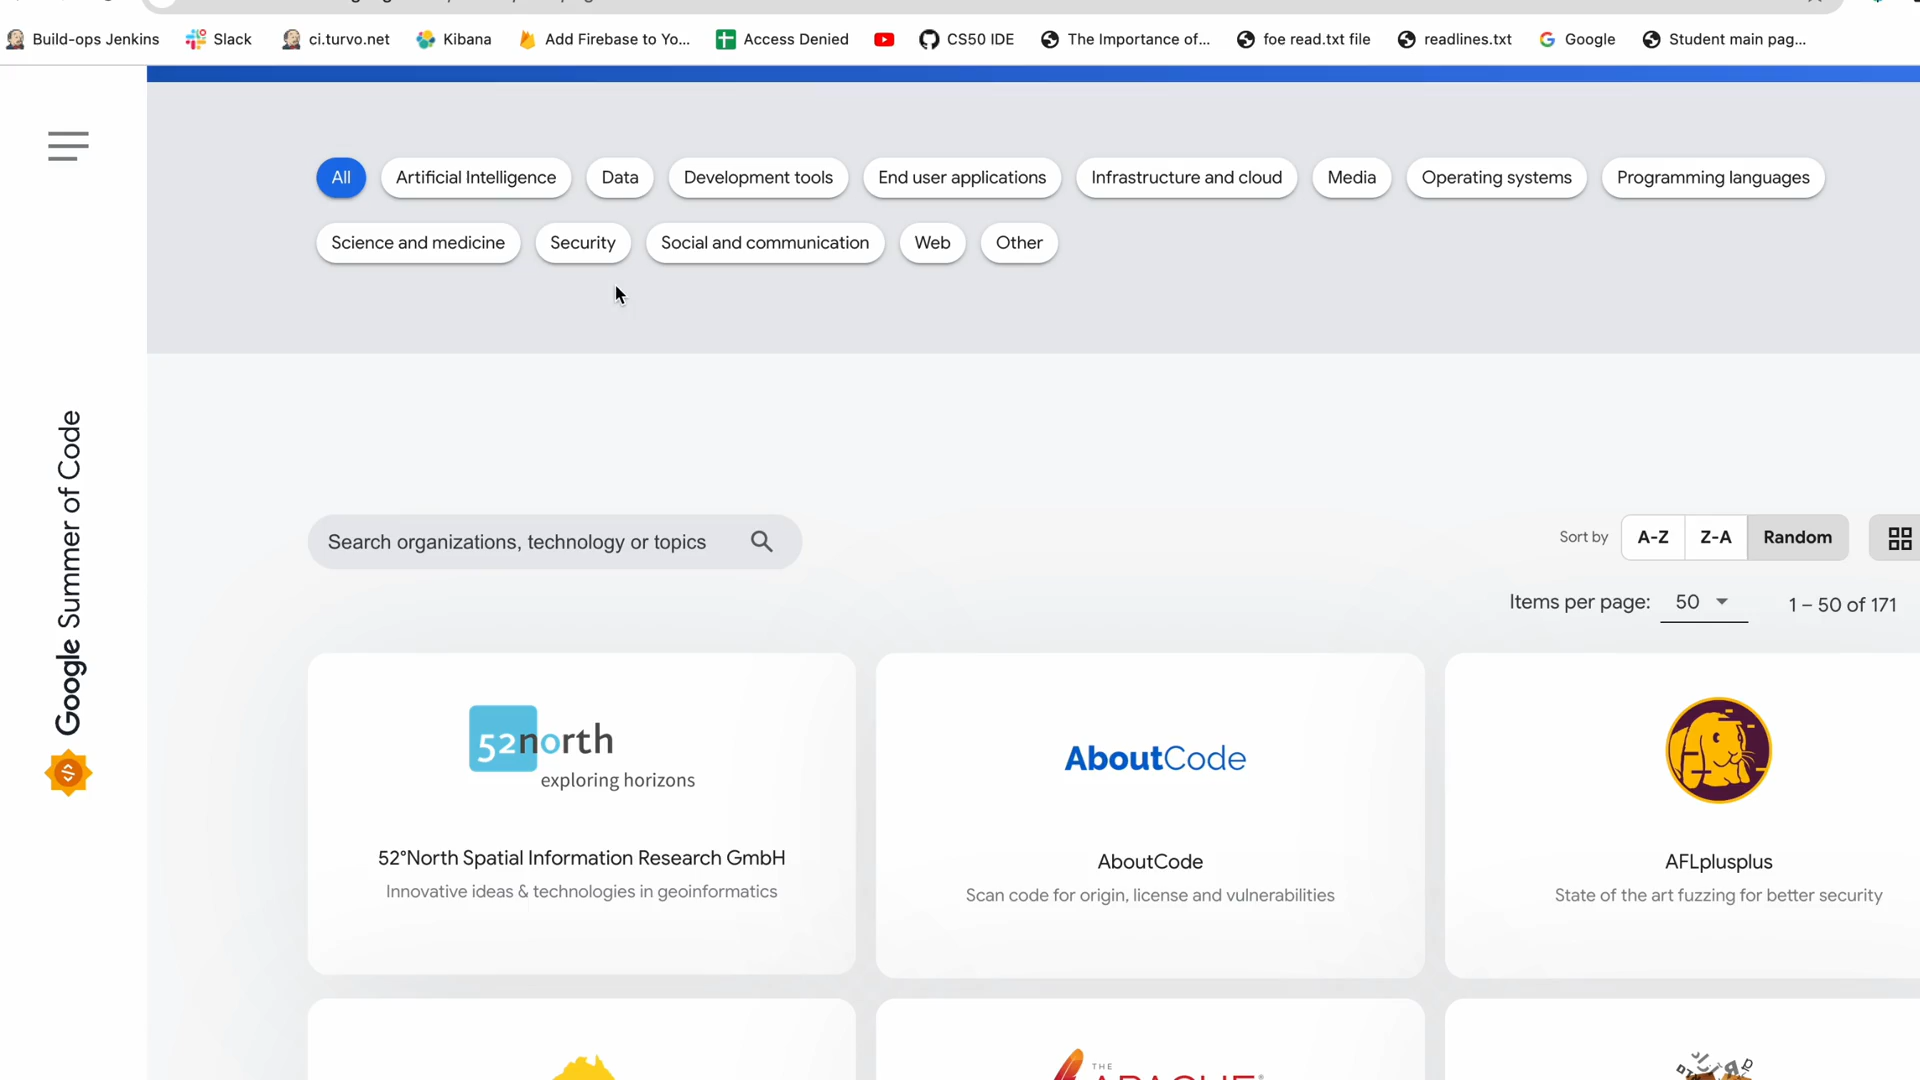 Build-ops Jenkins Slack ci.turvo.net Kibana Add Firebase to Yo... Access Denied CS50 IDE The Importance of... foe read.txt file readlines.txt Google Student main pag...
All Artificial Intelligence Data Development tools End user applications Infrastructure and cloud Media Operating systems Programming languages
Science and medicine Security Social and communication Web Other
Google Summer of Code
Search organizations, technology or topics
Sort by A-Z Z-A Random
Items per page: 50 1 – 50 of 171
52north
exploring horizons
AboutCode
52°North Spatial Information Research GmbH
Innovative ideas & technologies in geoinformatics
AboutCode
Scan code for origin, license and vulnerabilities
AFLplusplus
State of the art fuzzing for better security
THE
APACHE